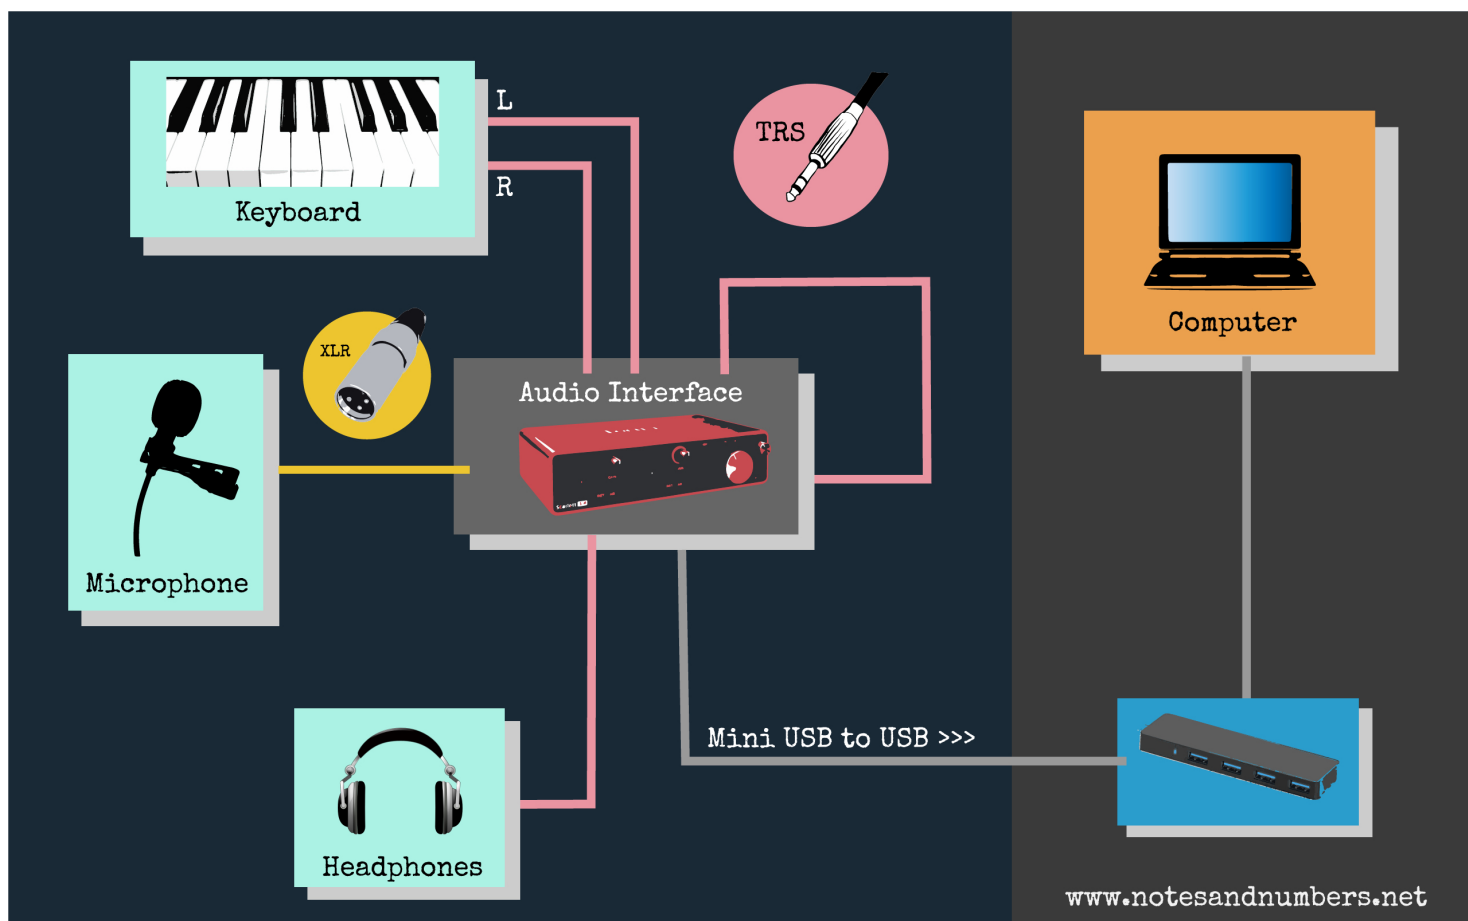 L
R
Keyboard
TRS
Computer
XLR
Audio Interface
Microphone
Mini USB to USB >>>
Headphones
www.notesandnumbers.net